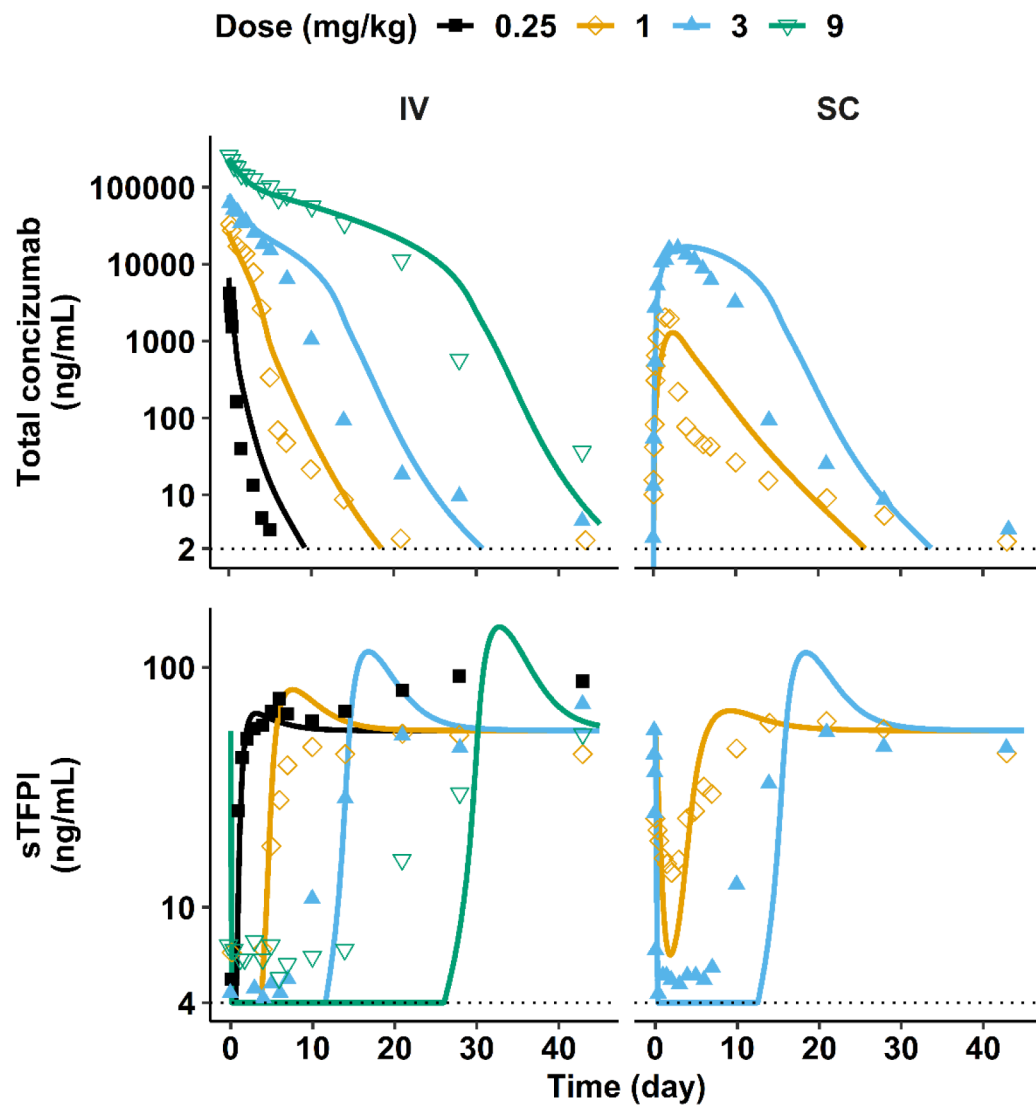 Dose (mg/kg) 0.25 1 3 9
IV SC
Total concizumab
(ng/mL)
100000
10000
1000
100
10
2
sTFPI
(ng/mL)
100
10
4
0 10 20 30 40 0 10 20 30 40
Time (day)